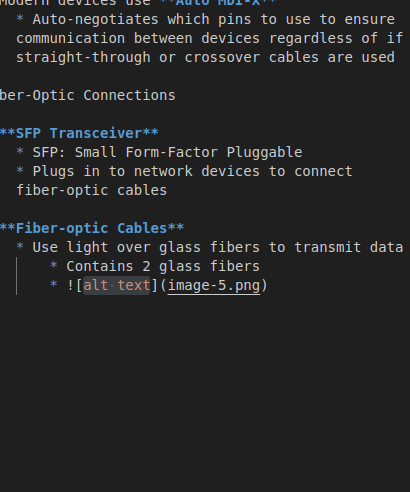 Modern devices use **Auto MDI-X**
* Auto-negotiates which pins to use to ensure
communication between devices regardless of if
straight-through or crossover cables are used
ber-Optic Connections
**SFP Transceiver**
* SFP: Small Form-Factor Pluggable
* Plugs in to network devices to connect
fiber-optic cables
**Fiber-optic Cables**
* Use light over glass fibers to transmit data
* Contains 2 glass fibers
* ![alt text](image-5.png)